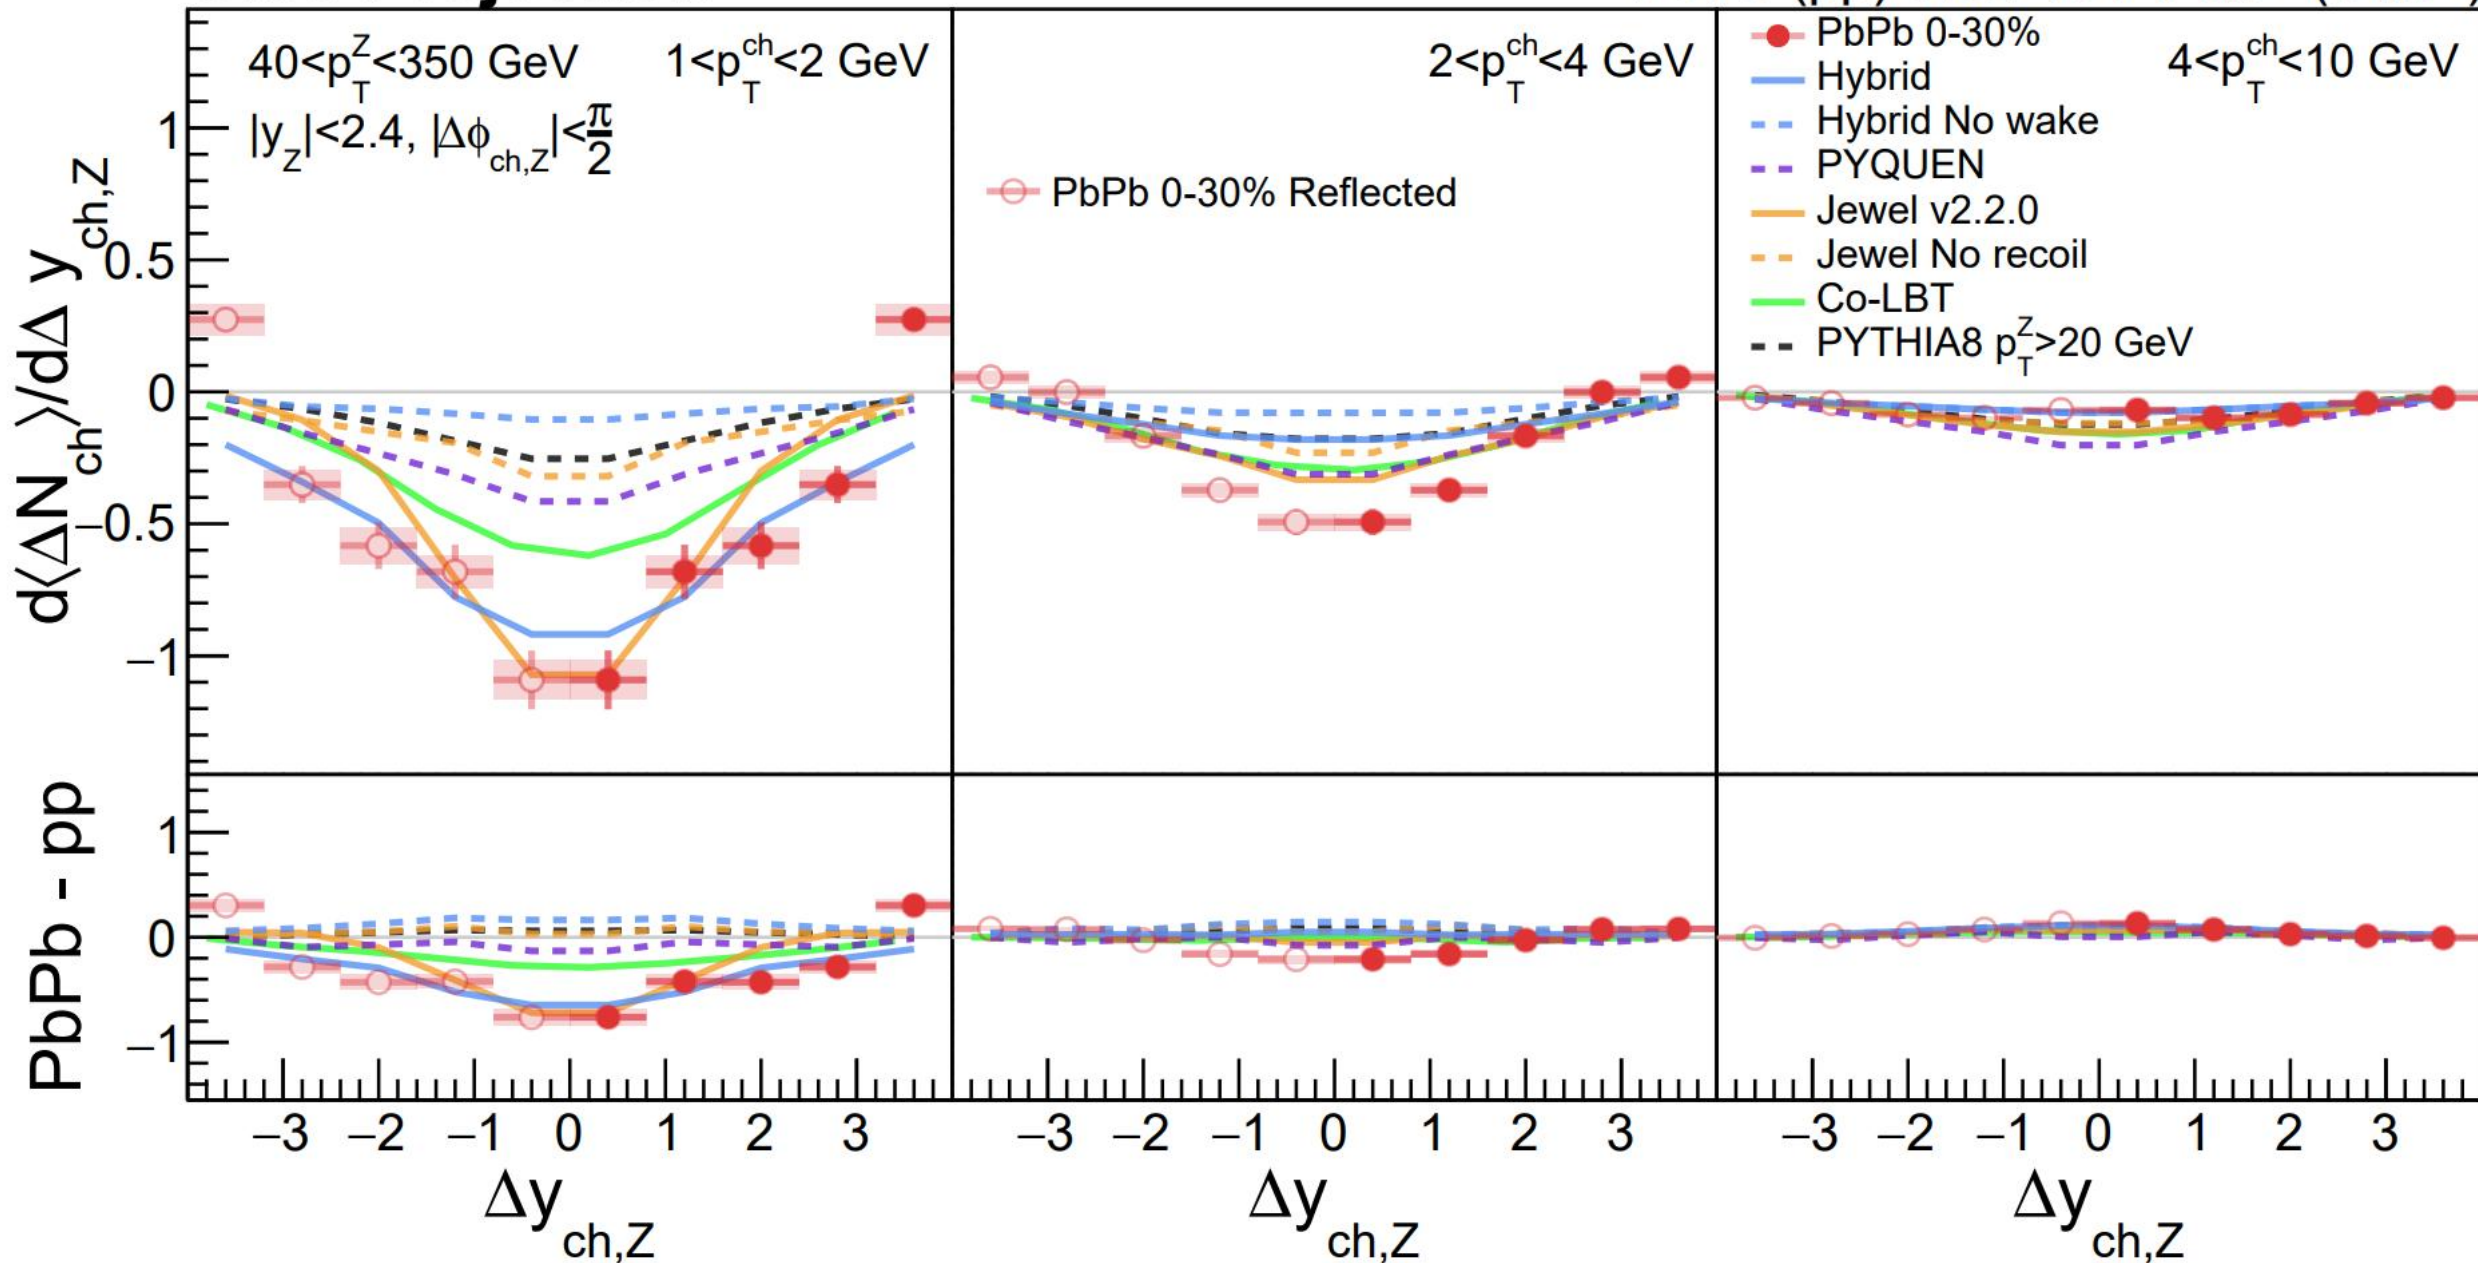 40<p_T^Z<350 GeV
1<p_T^ch<2 GeV
|y_Z|<2.4, |Δϕ_ch,Z|<π/2
2<p_T^ch<4 GeV
PbPb 0-30% Reflected
4<p_T^ch<10 GeV
PbPb 0-30%
Hybrid
Hybrid No wake
PYQUEN
Jewel v2.2.0
Jewel No recoil
Co-LBT
PYTHIA8 p_T^Z>20 GeV
d⟨ΔN_ch⟩/dΔ y_ch,Z
1
0.5
0
−0.5
−1
PbPb - pp
1
0
−1
−3 −2 −1 0 1 2 3
−3 −2 −1 0 1 2 3
−3 −2 −1 0 1 2 3
Δy_ch,Z
Δy_ch,Z
Δy_ch,Z